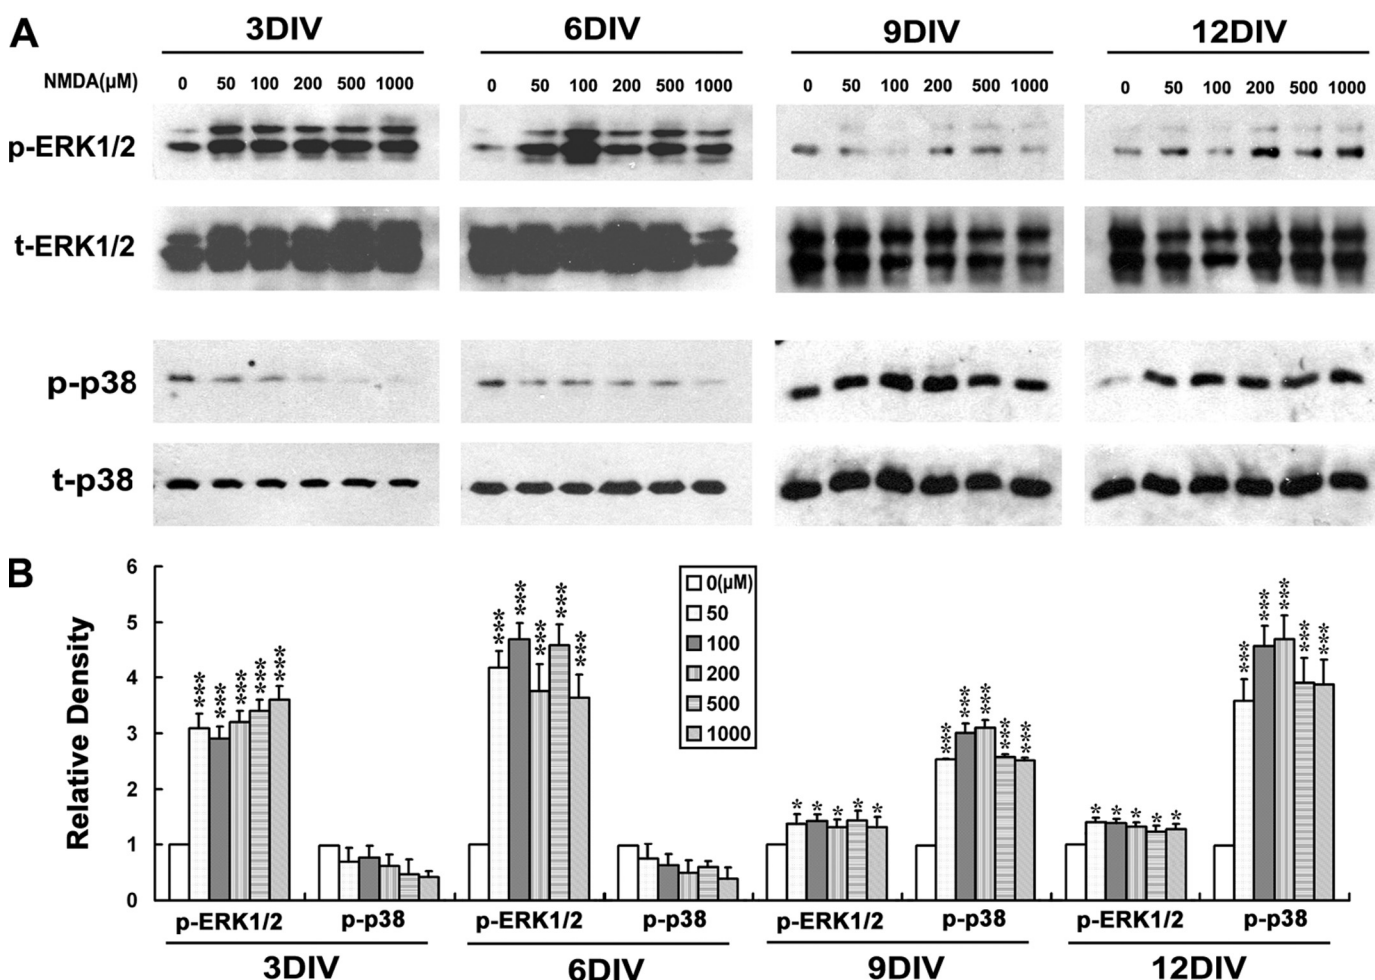 A
3DIV 6DIV 9DIV 12DIV
NMDA(µM) 0 50 100 200 500 1000 0 50 100 200 500 1000 0 50 100 200 500 1000 0 50 100 200 500 1000
p-ERK1/2
t-ERK1/2
p-p38
t-p38
B
Relative Density
6
5
4
3
2
1
0
*** *** *** *** ***
*** *** *** *** ***
* * * * *
*** *** *** *** ***
* * * * *
*** *** *** *** ***
0(µM)
50
100
200
500
1000
p-ERK1/2 p-p38 p-ERK1/2 p-p38 p-ERK1/2 p-p38 p-ERK1/2 p-p38
3DIV 6DIV 9DIV 12DIV